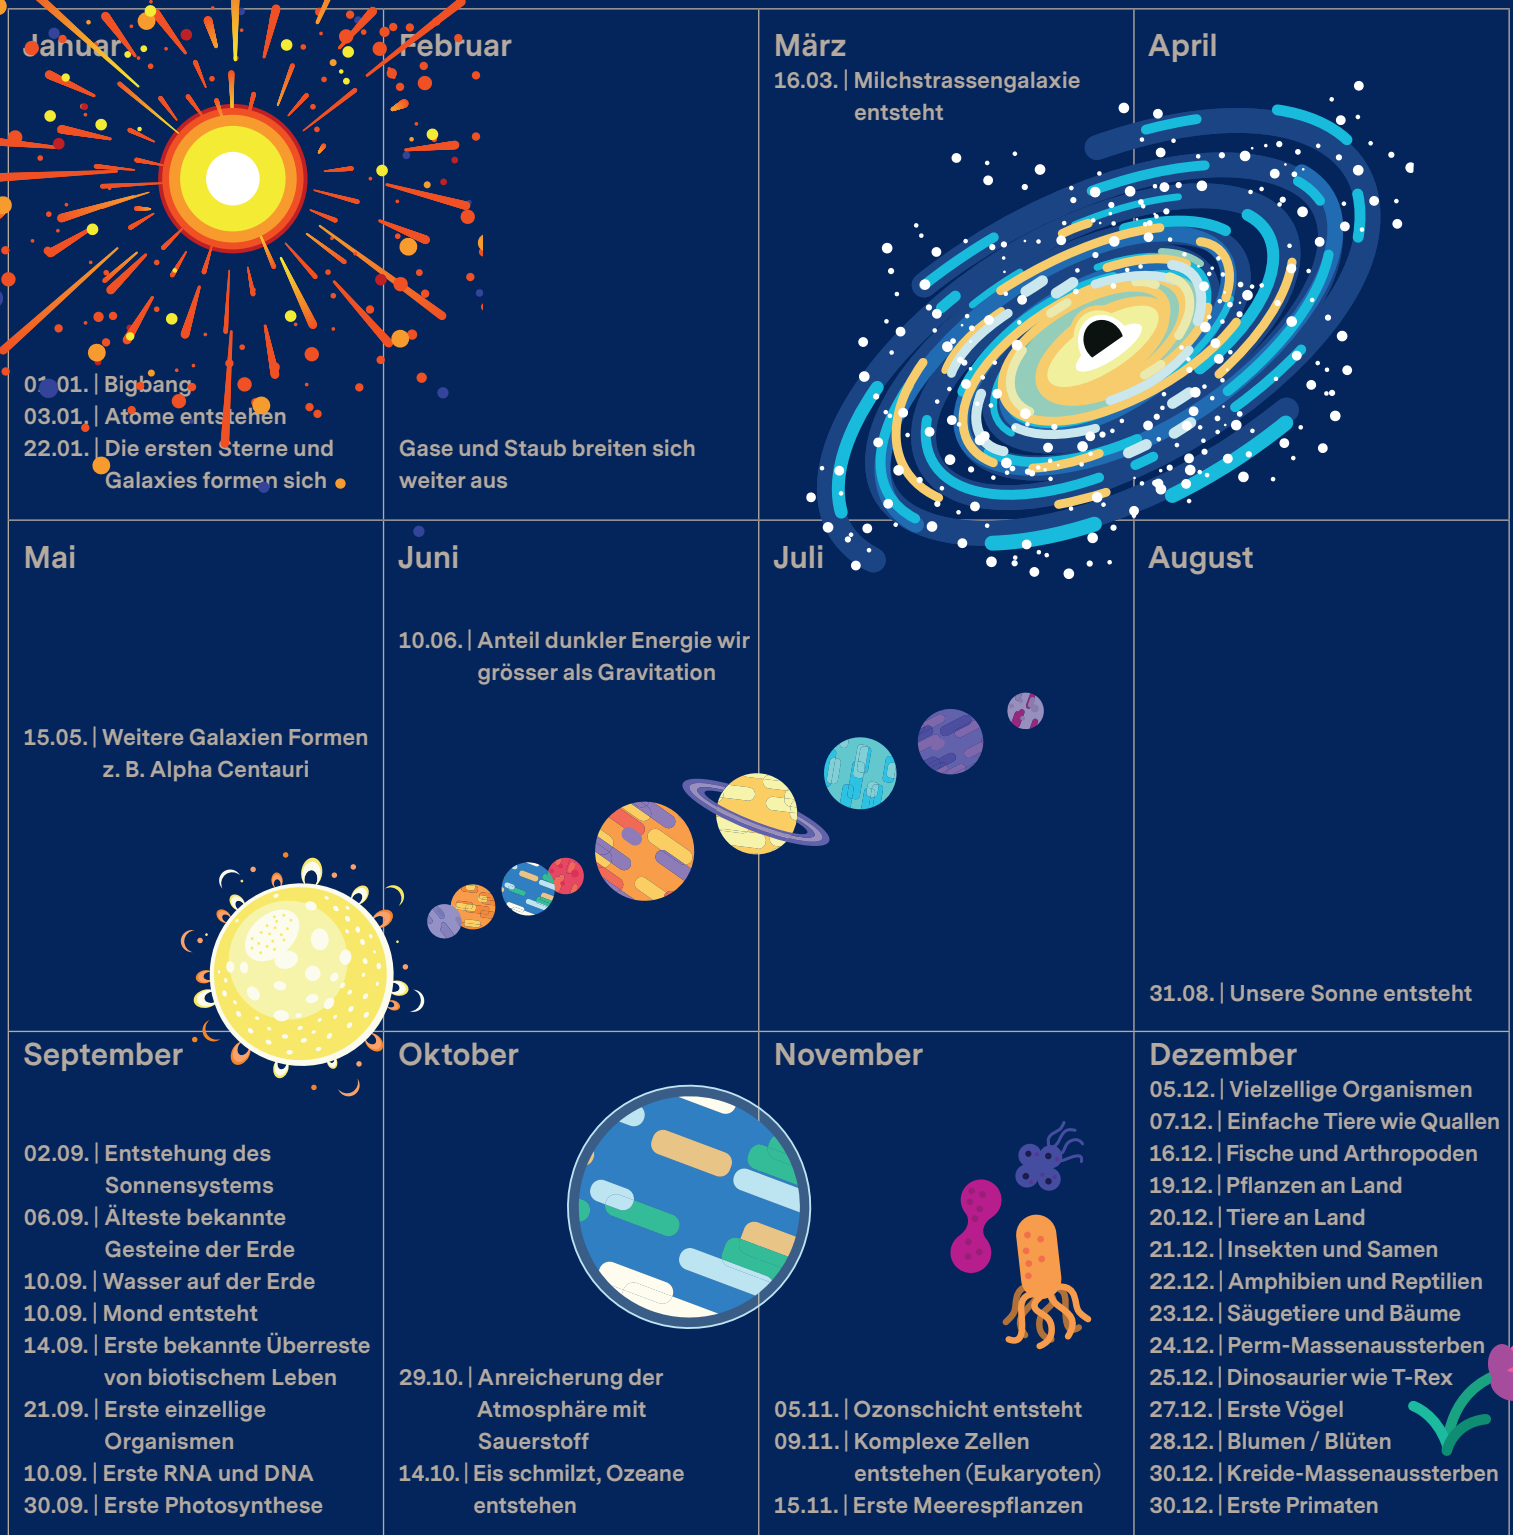 Januar
01.01. | Bigbang
03.01. | Atome entstehen
22.01. | Die ersten Sterne und
Galaxies formen sich
Februar
Gase und Staub breiten sich
weiter aus
März
16.03. | Milchstrassengalaxie
entsteht
April
Mai
15.05. | Weitere Galaxien Formen
z. B. Alpha Centauri
Juni
10.06. | Anteil dunkler Energie wir
grösser als Gravitation
Juli
August
31.08. | Unsere Sonne entsteht
September
02.09. | Entstehung des
Sonnensystems
06.09. | Älteste bekannte
Gesteine der Erde
10.09. | Wasser auf der Erde
10.09. | Mond entsteht
14.09. | Erste bekannte Überreste
von biotischem Leben
21.09. | Erste einzellige
Organismen
10.09. | Erste RNA und DNA
30.09. | Erste Photosynthese
Oktober
29.10. | Anreicherung der
Atmosphäre mit
Sauerstoff
14.10. | Eis schmilzt, Ozeane
entstehen
November
05.11. | Ozonschicht entsteht
09.11. | Komplexe Zellen
entstehen (Eukaryoten)
15.11. | Erste Meerespflanzen
Dezember
05.12. | Vielzellige Organismen
07.12. | Einfache Tiere wie Quallen
16.12. | Fische und Arthropoden
19.12. | Pflanzen an Land
20.12. | Tiere an Land
21.12. | Insekten und Samen
22.12. | Amphibien und Reptilien
23.12. | Säugetiere und Bäume
24.12. | Perm-Massenaussterben
25.12. | Dinosaurier wie T-Rex
27.12. | Erste Vögel
28.12. | Blumen / Blüten
30.12. | Kreide-Massenaussterben
30.12. | Erste Primaten